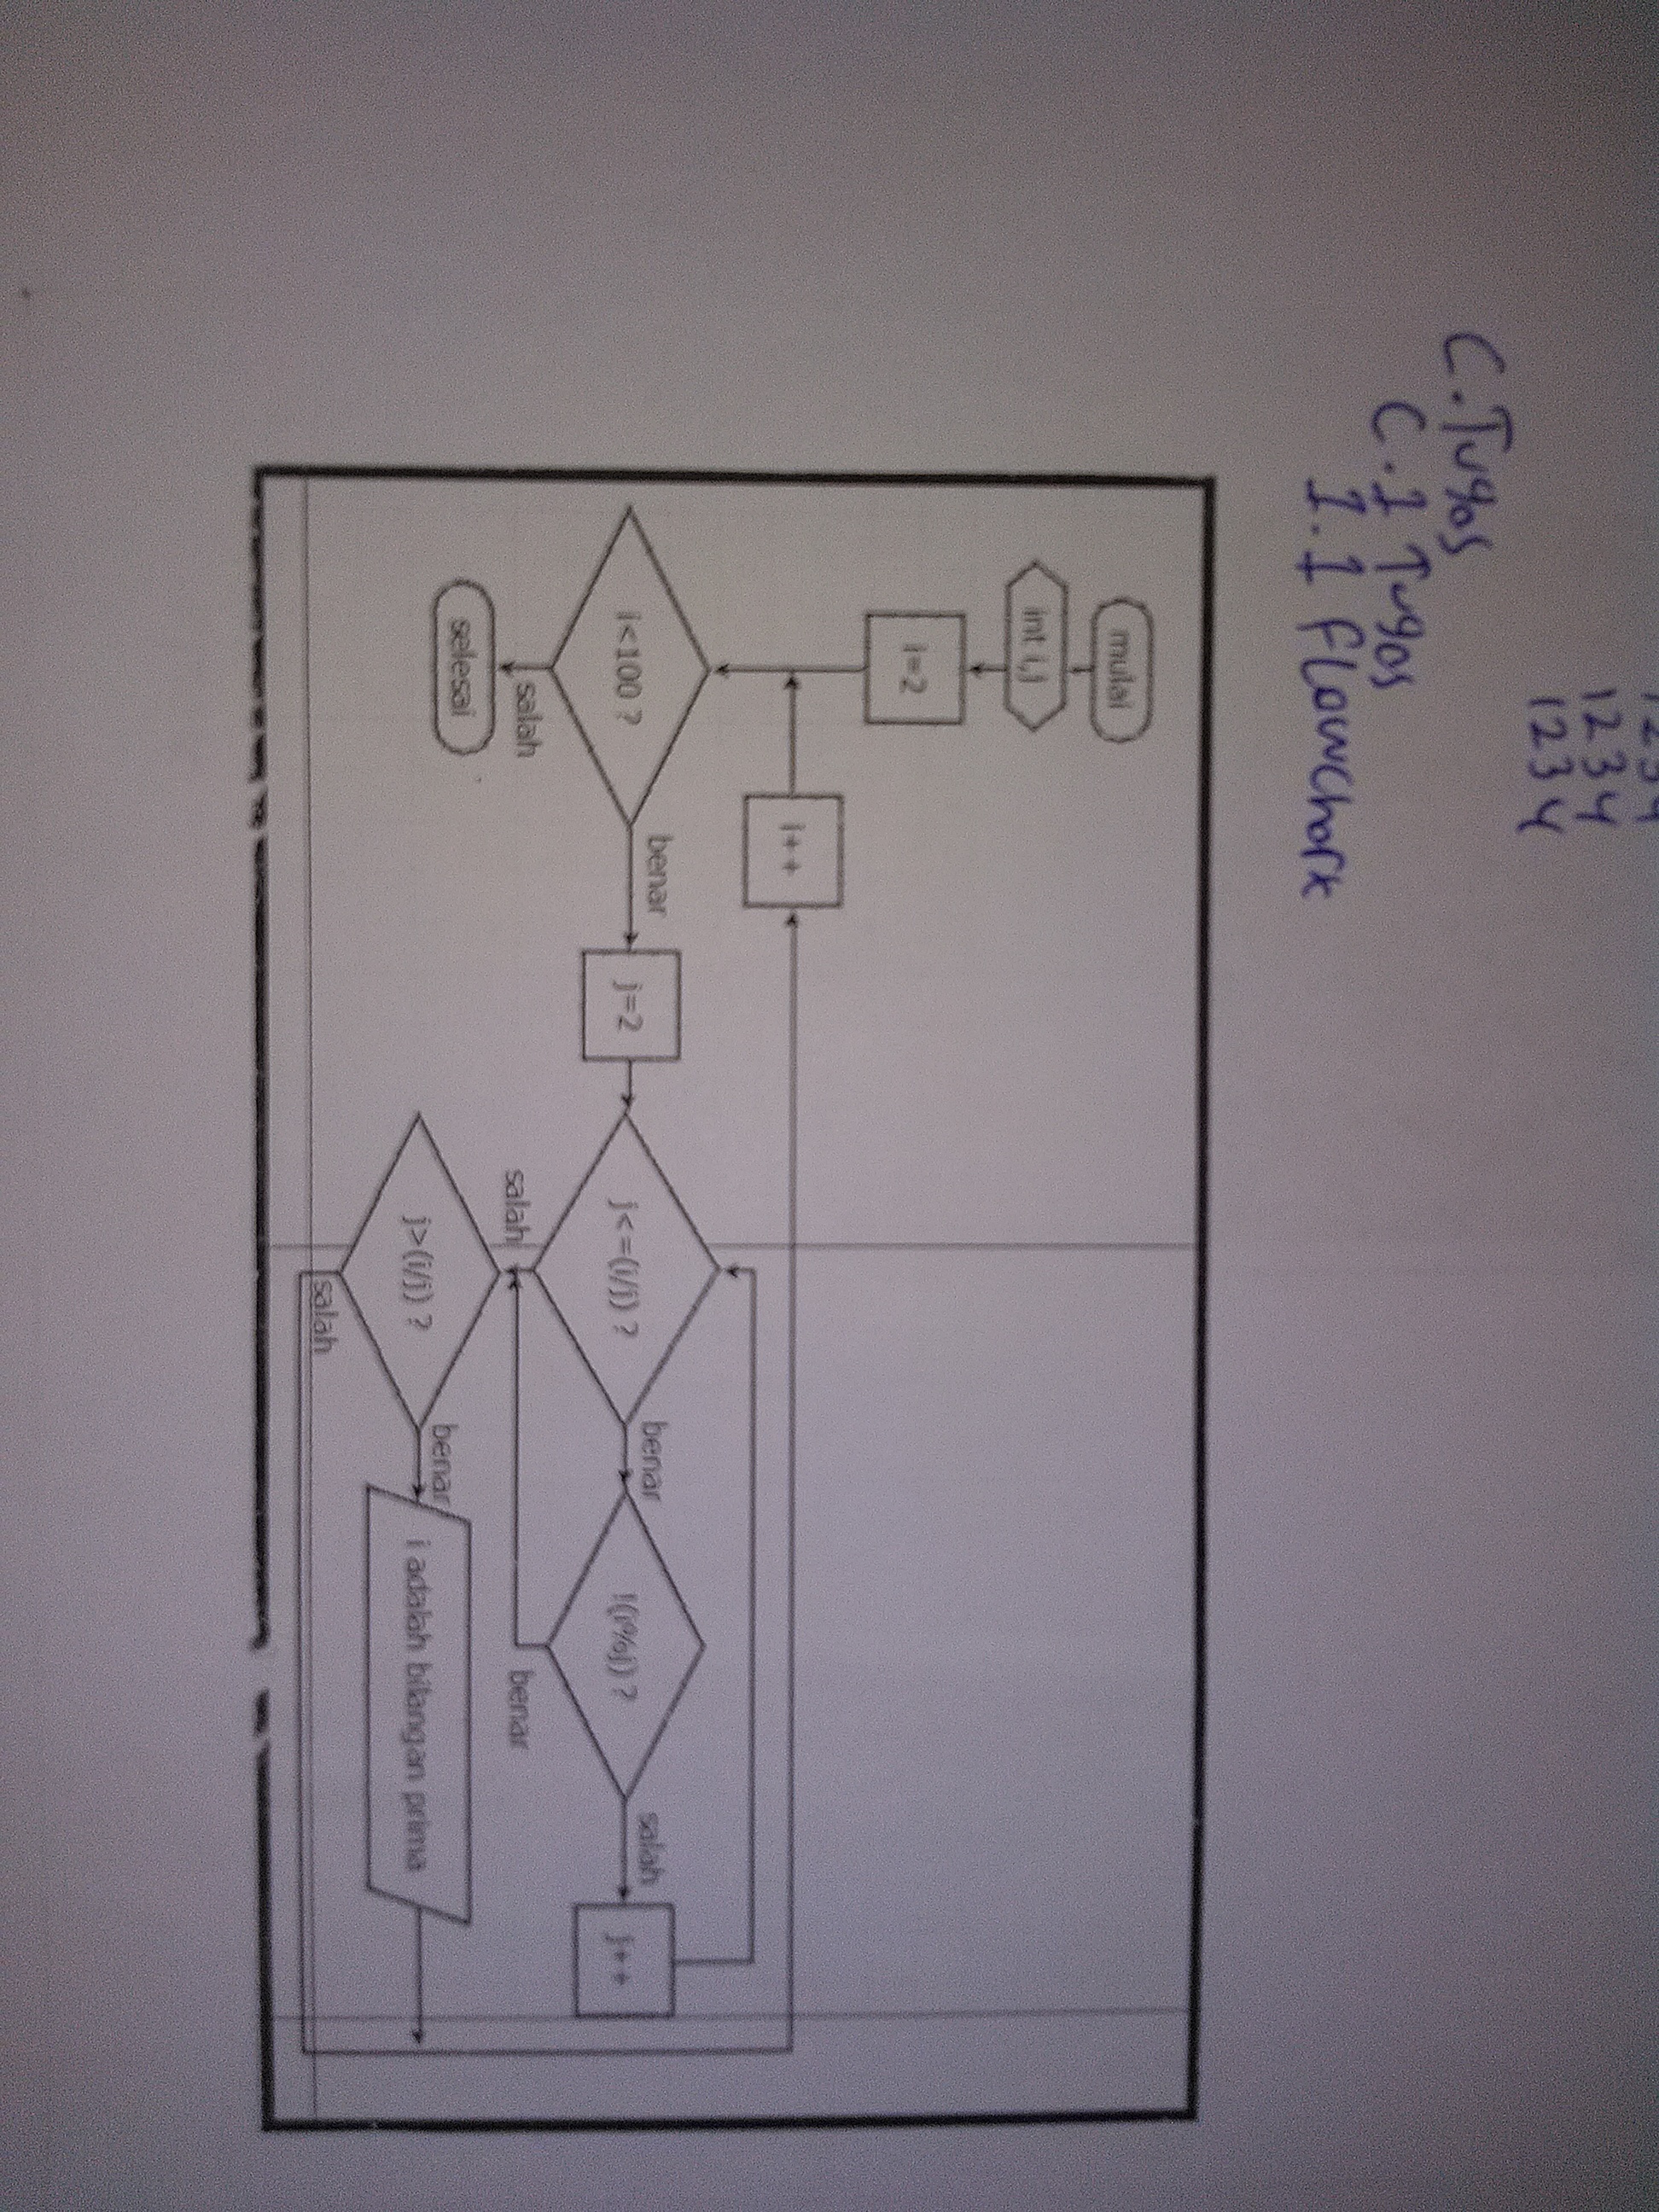 1234
1234
C. Tugas
C.1 Tugas
1.1 Flowchart
mulai
int i,j
i=2
i++
i<100 ?
benar
j=2
j<=(i/j) ?
benar
!(i%j) ?
salah
j++
salah
selesai
salah
benar
j>(i/j) ?
benar
i adalah bilangan prima
salah